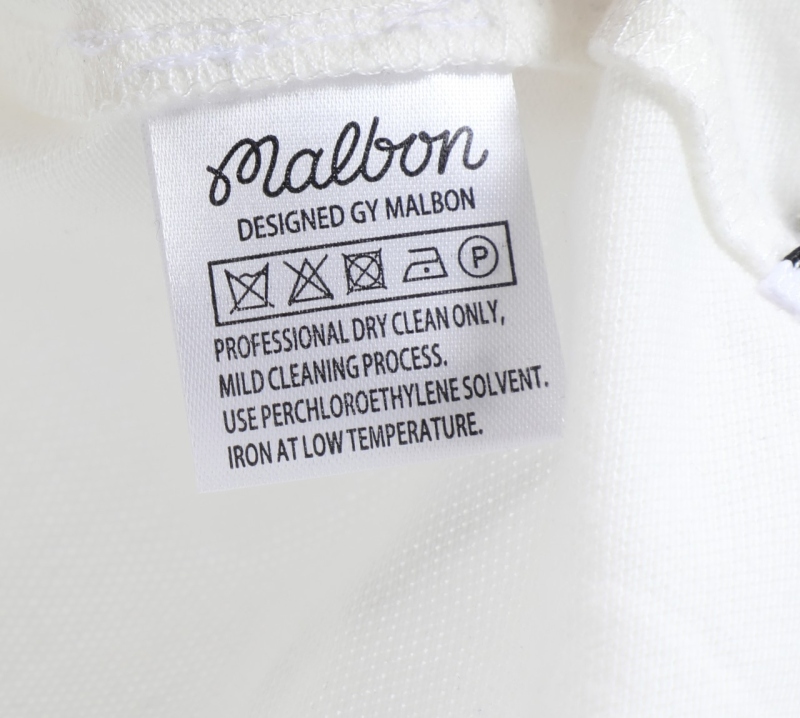 malbon
DESIGNED GY MALBON
P
PROFESSIONAL DRY CLEAN ONLY,
MILD CLEANING PROCESS.
USE PERCHLOROETHYLENE SOLVENT.
IRON AT LOW TEMPERATURE.